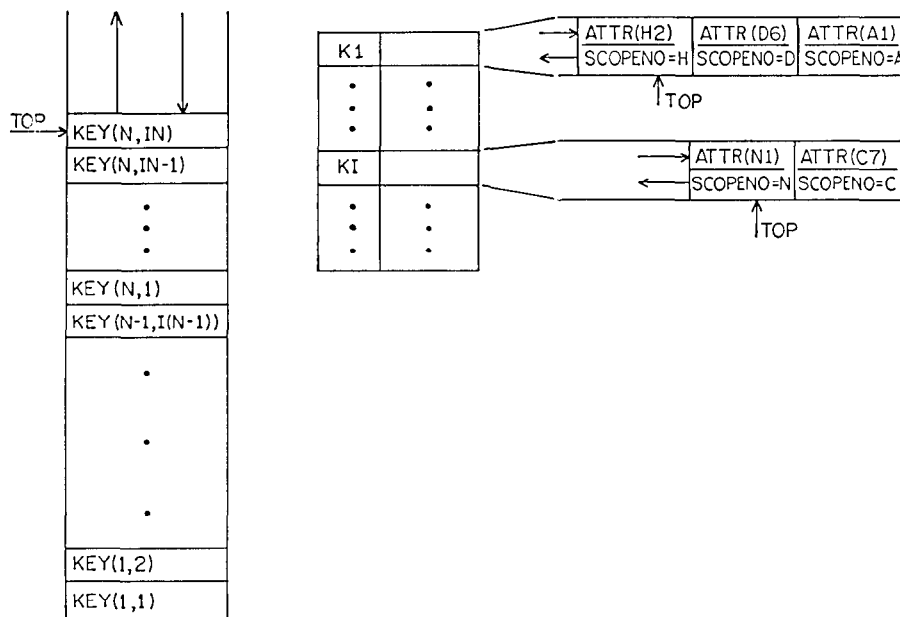 TOP
KEY(N,IN)
KEY(N,IN-1)
KEY(N,1)
KEY(N-1,I(N-1))
KEY(1,2)
KEY(1,1)
K1
KI
ATTR(H2) ATTR(D6) ATTR(A1)
SCOPENO=H SCOPENO=D SCOPENO=A
TOP
ATTR(N1) ATTR(C7)
SCOPENO=N SCOPENO=C
TOP